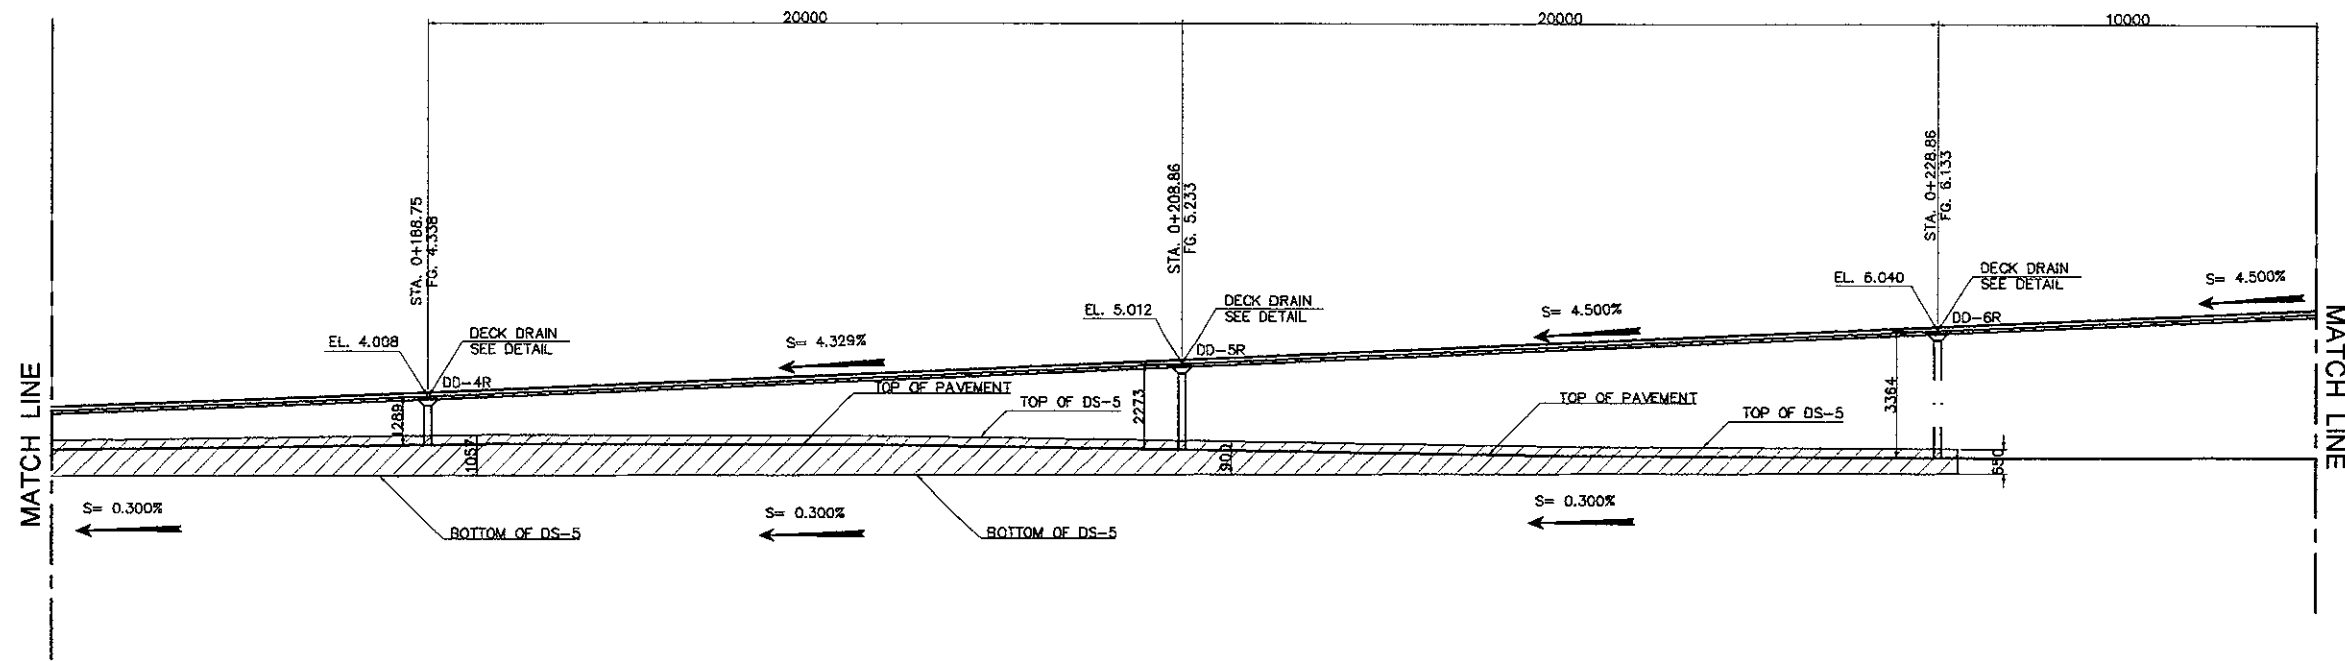 20000
20000
10000
STA. 0+188.75
FG. 4.338
STA. 0+208.86
FG. 5.233
STA. 0+228.86
FG. 6.133
EL. 4.008
DECK DRAIN
SEE DETAIL
DD-4R
S= 4.329%
EL. 5.012
DECK DRAIN
SEE DETAIL
DD-5R
S= 4.500%
EL. 6.040
DECK DRAIN
SEE DETAIL
DD-6R
S= 4.500%
MATCH LINE
MATCH LINE
1289
TOP OF PAVEMENT
TOP OF DS-5
2273
TOP OF PAVEMENT
TOP OF DS-5
3364
1057
902
650
S= 0.300%
BOTTOM OF DS-5
S= 0.300%
BOTTOM OF DS-5
S= 0.300%